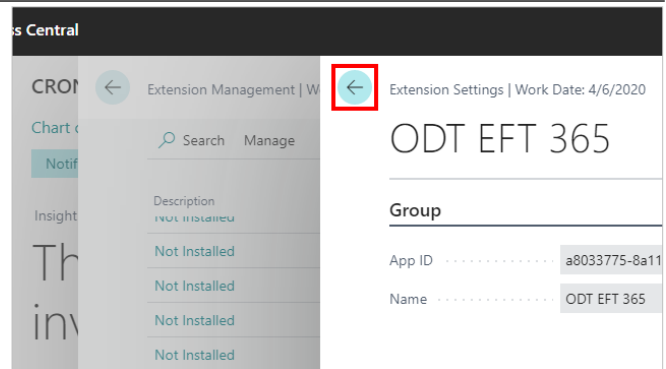 s Central
CRON
Extension Management | W
Extension Settings | Work Date: 4/6/2020
Chart
Search Manage
ODT EFT 365
Notif
Description
Not Installed
Insight
Group
Th
Not Installed
App ID a8033775-8a11
Not Installed
Name ODT EFT 365
inv
Not Installed
Not Installed